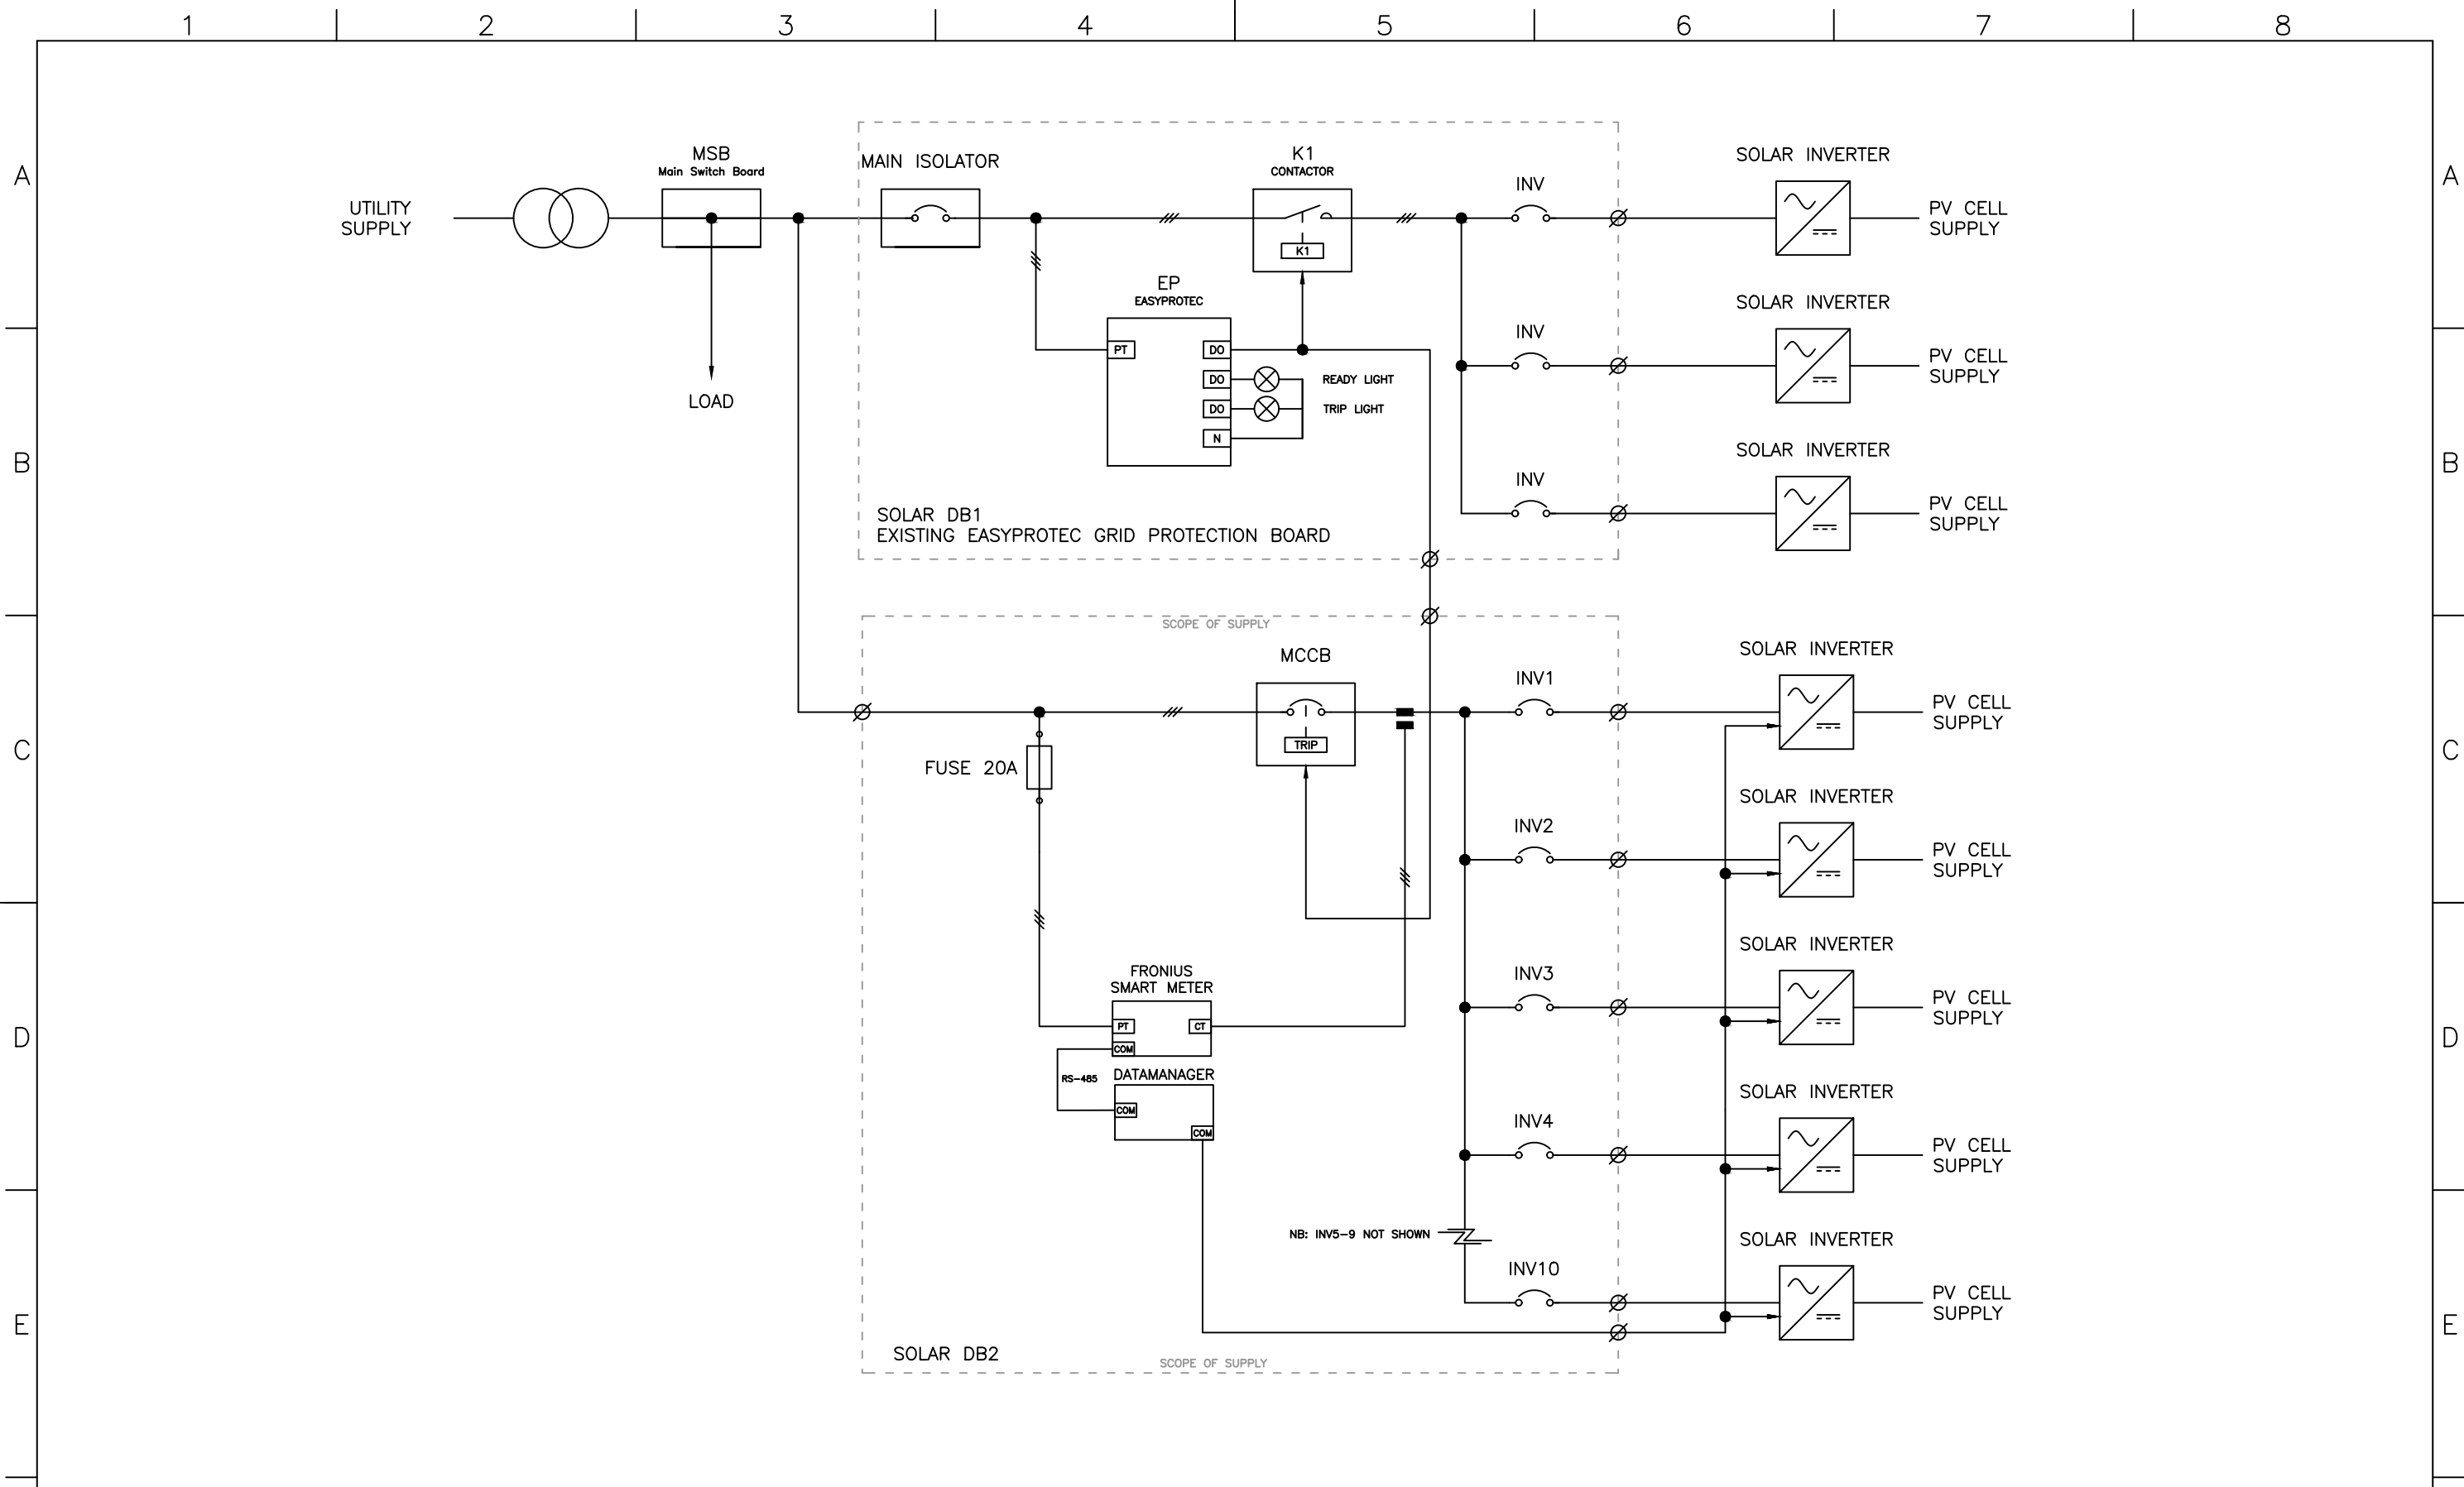 1 2 3 4 5 6 7 8
A A
MSB
Main Switch Board
MAIN ISOLATOR
K1
CONTACTOR
INV
SOLAR INVERTER
UTILITY
SUPPLY
K1
PV CELL
SUPPLY
EP
EASYPROTEC
PT
DO
DO
DO
N
READY LIGHT
TRIP LIGHT
LOAD
INV
SOLAR INVERTER
PV CELL
SUPPLY
B B
INV
SOLAR INVERTER
PV CELL
SUPPLY
SOLAR DB1
EXISTING EASYPROTEC GRID PROTECTION BOARD
SCOPE OF SUPPLY
MCCB
TRIP
INV1
SOLAR INVERTER
PV CELL
SUPPLY
C C
FUSE 20A
INV2
SOLAR INVERTER
PV CELL
SUPPLY
FRONIUS
SMART METER
PT
CT
COM
RS-485
DATAMANAGER
COM
COM
INV3
SOLAR INVERTER
PV CELL
SUPPLY
D D
INV4
SOLAR INVERTER
PV CELL
SUPPLY
NB: INV5-9 NOT SHOWN
INV10
SOLAR INVERTER
PV CELL
SUPPLY
E E
SOLAR DB2
SCOPE OF SUPPLY